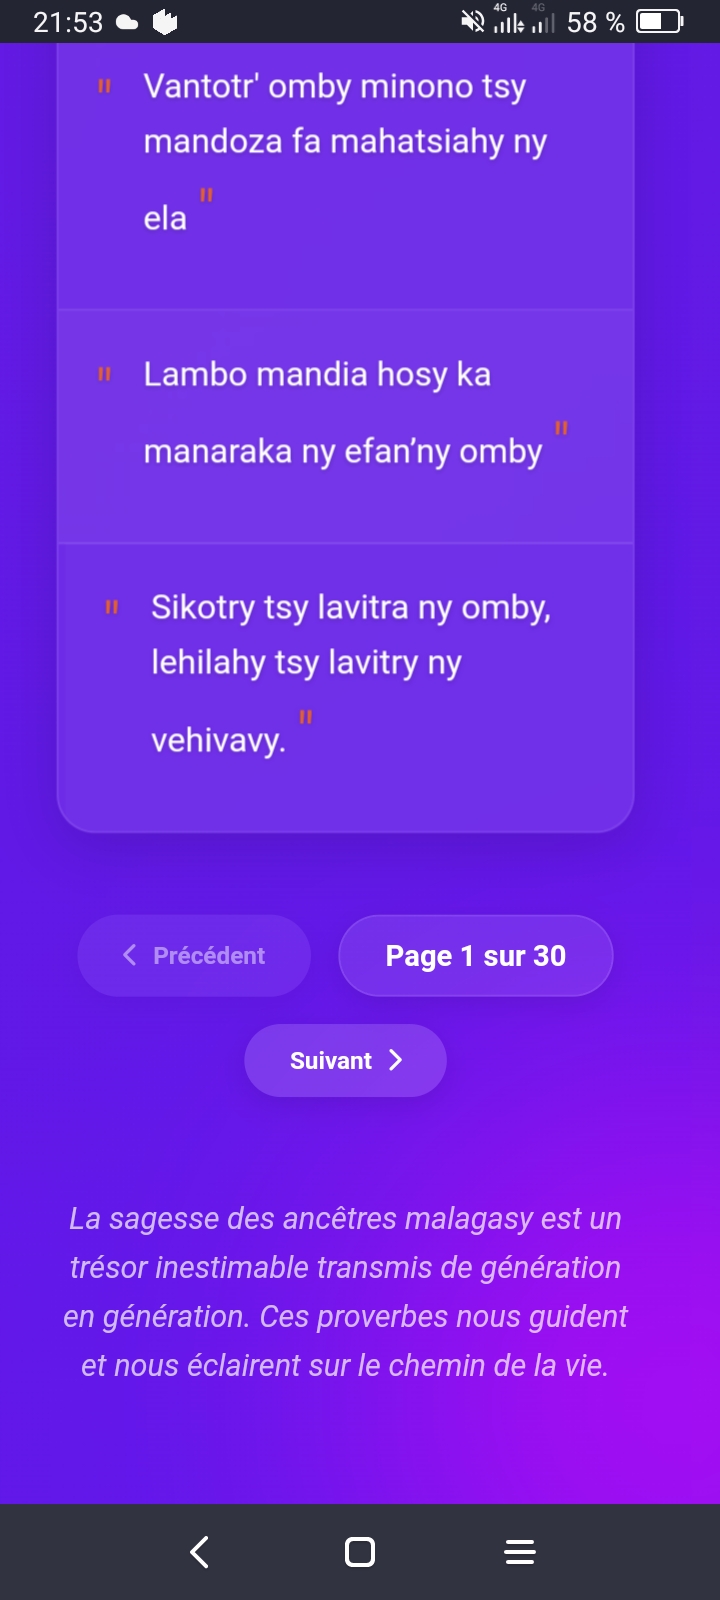 21:53
4G 4G 58 %
" Vantotr' omby minono tsy
mandoza fa mahatsiahy ny
ela "
" Lambo mandia hosy ka
manaraka ny efan’ny omby "
" Sikotry tsy lavitra ny omby,
lehilahy tsy lavitry ny
vehivavy. "
Précédent
Page 1 sur 30
Suivant
La sagesse des ancêtres malagasy est un
trésor inestimable transmis de génération
en génération. Ces proverbes nous guident
et nous éclairent sur le chemin de la vie.